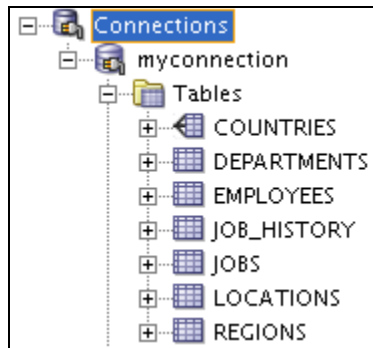 Connections
myconnection
Tables
COUNTRIES
DEPARTMENTS
EMPLOYEES
JOB_HISTORY
JOBS
LOCATIONS
REGIONS